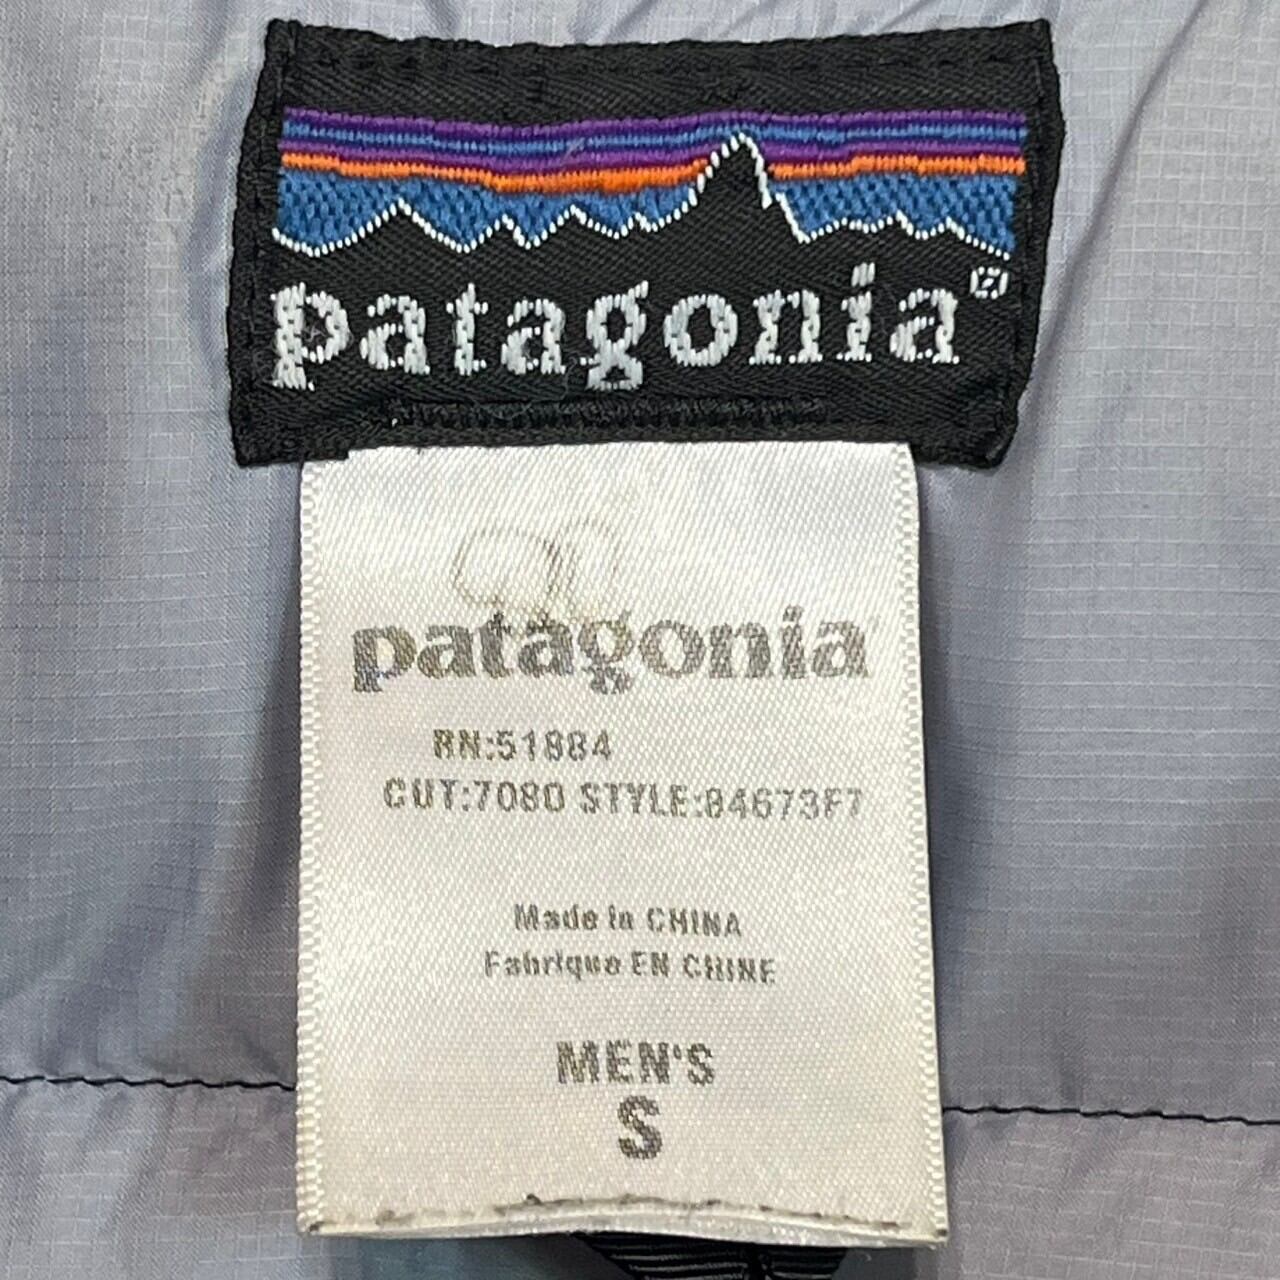 patagonia®
patagonia
RN:51884
CUT:7080 STYLE:84673F7
Made in CHINA
Fabrique EN CHINE
MEN'S
S